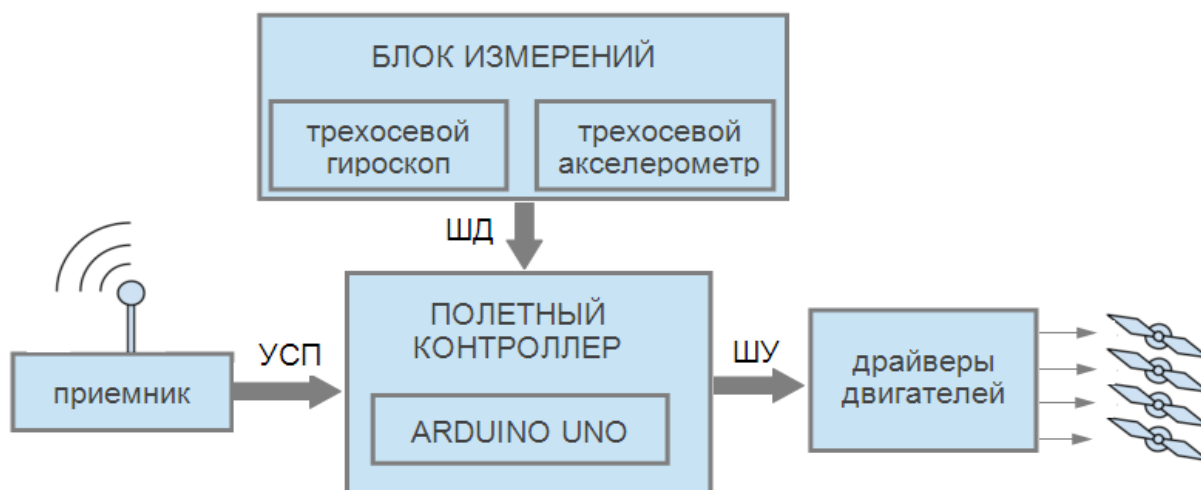 БЛОК ИЗМЕРЕНИЙ
трехосевой
гироскоп
трехосевой
акселерометр
ШД
ПОЛЕТНЫЙ
КОНТРОЛЛЕР
ARDUINO UNO
УСП
приемник
ШУ
драйверы
двигателей